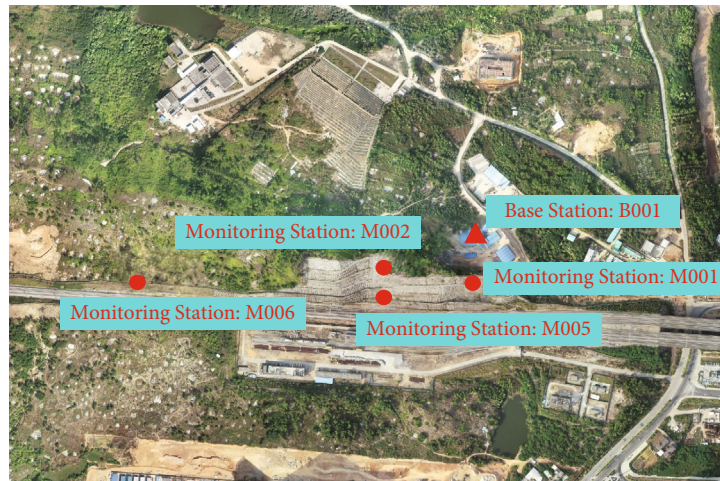 Base Station: B001
Monitoring Station: M002
Monitoring Station: M001
Monitoring Station: M006
Monitoring Station: M005